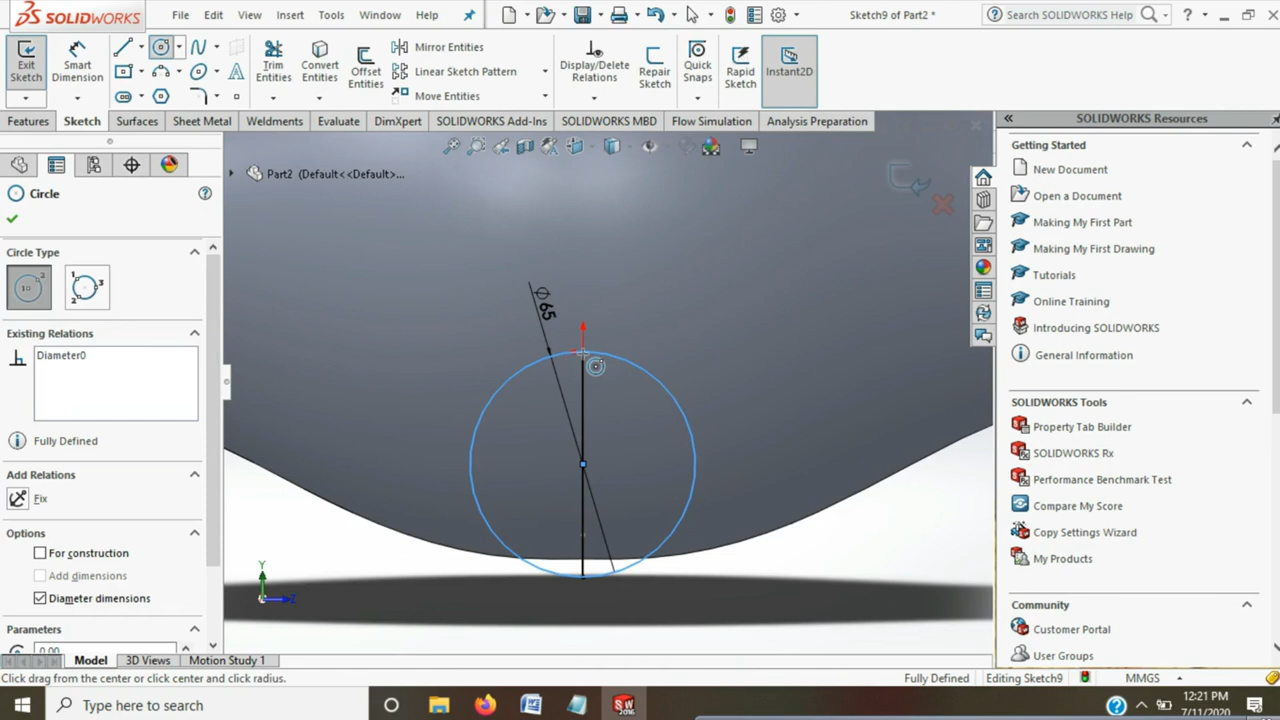 SOLIDWORKS
File
Edit
View
Insert
Tools
Window
Help
Sketch9 of Part2 *
Search SOLIDWORKS Help
?
Exit Sketch
Smart Dimension
Trim Entities
Convert Entities
Offset Entities
Mirror Entities
Linear Sketch Pattern
Move Entities
Display/Delete Relations
Repair Sketch
Quick Snaps
Rapid Sketch
Instant2D
Features
Sketch
Surfaces
Sheet Metal
Weldments
Evaluate
DimXpert
SOLIDWORKS Add-Ins
SOLIDWORKS MBD
Flow Simulation
Analysis Preparation
Part2 (Default<<Default>...
Circle
Circle Type
Existing Relations
Diameter0
Fully Defined
Add Relations
Fix
Options
For construction
Add dimensions
Diameter dimensions
Parameters
0.00
Ø65
Y
Z
SOLIDWORKS Resources
Getting Started
New Document
Open a Document
Making My First Part
Making My First Drawing
Tutorials
Online Training
Introducing SOLIDWORKS
General Information
SOLIDWORKS Tools
Property Tab Builder
SOLIDWORKS Rx
Performance Benchmark Test
Compare My Score
Copy Settings Wizard
My Products
Community
Customer Portal
User Groups
Model
3D Views
Motion Study 1
Click drag from the center or click center and click radius.
Fully Defined
Editing Sketch9
MMGS
Type here to search
SW
2016
12:21 PM
7/11/2020